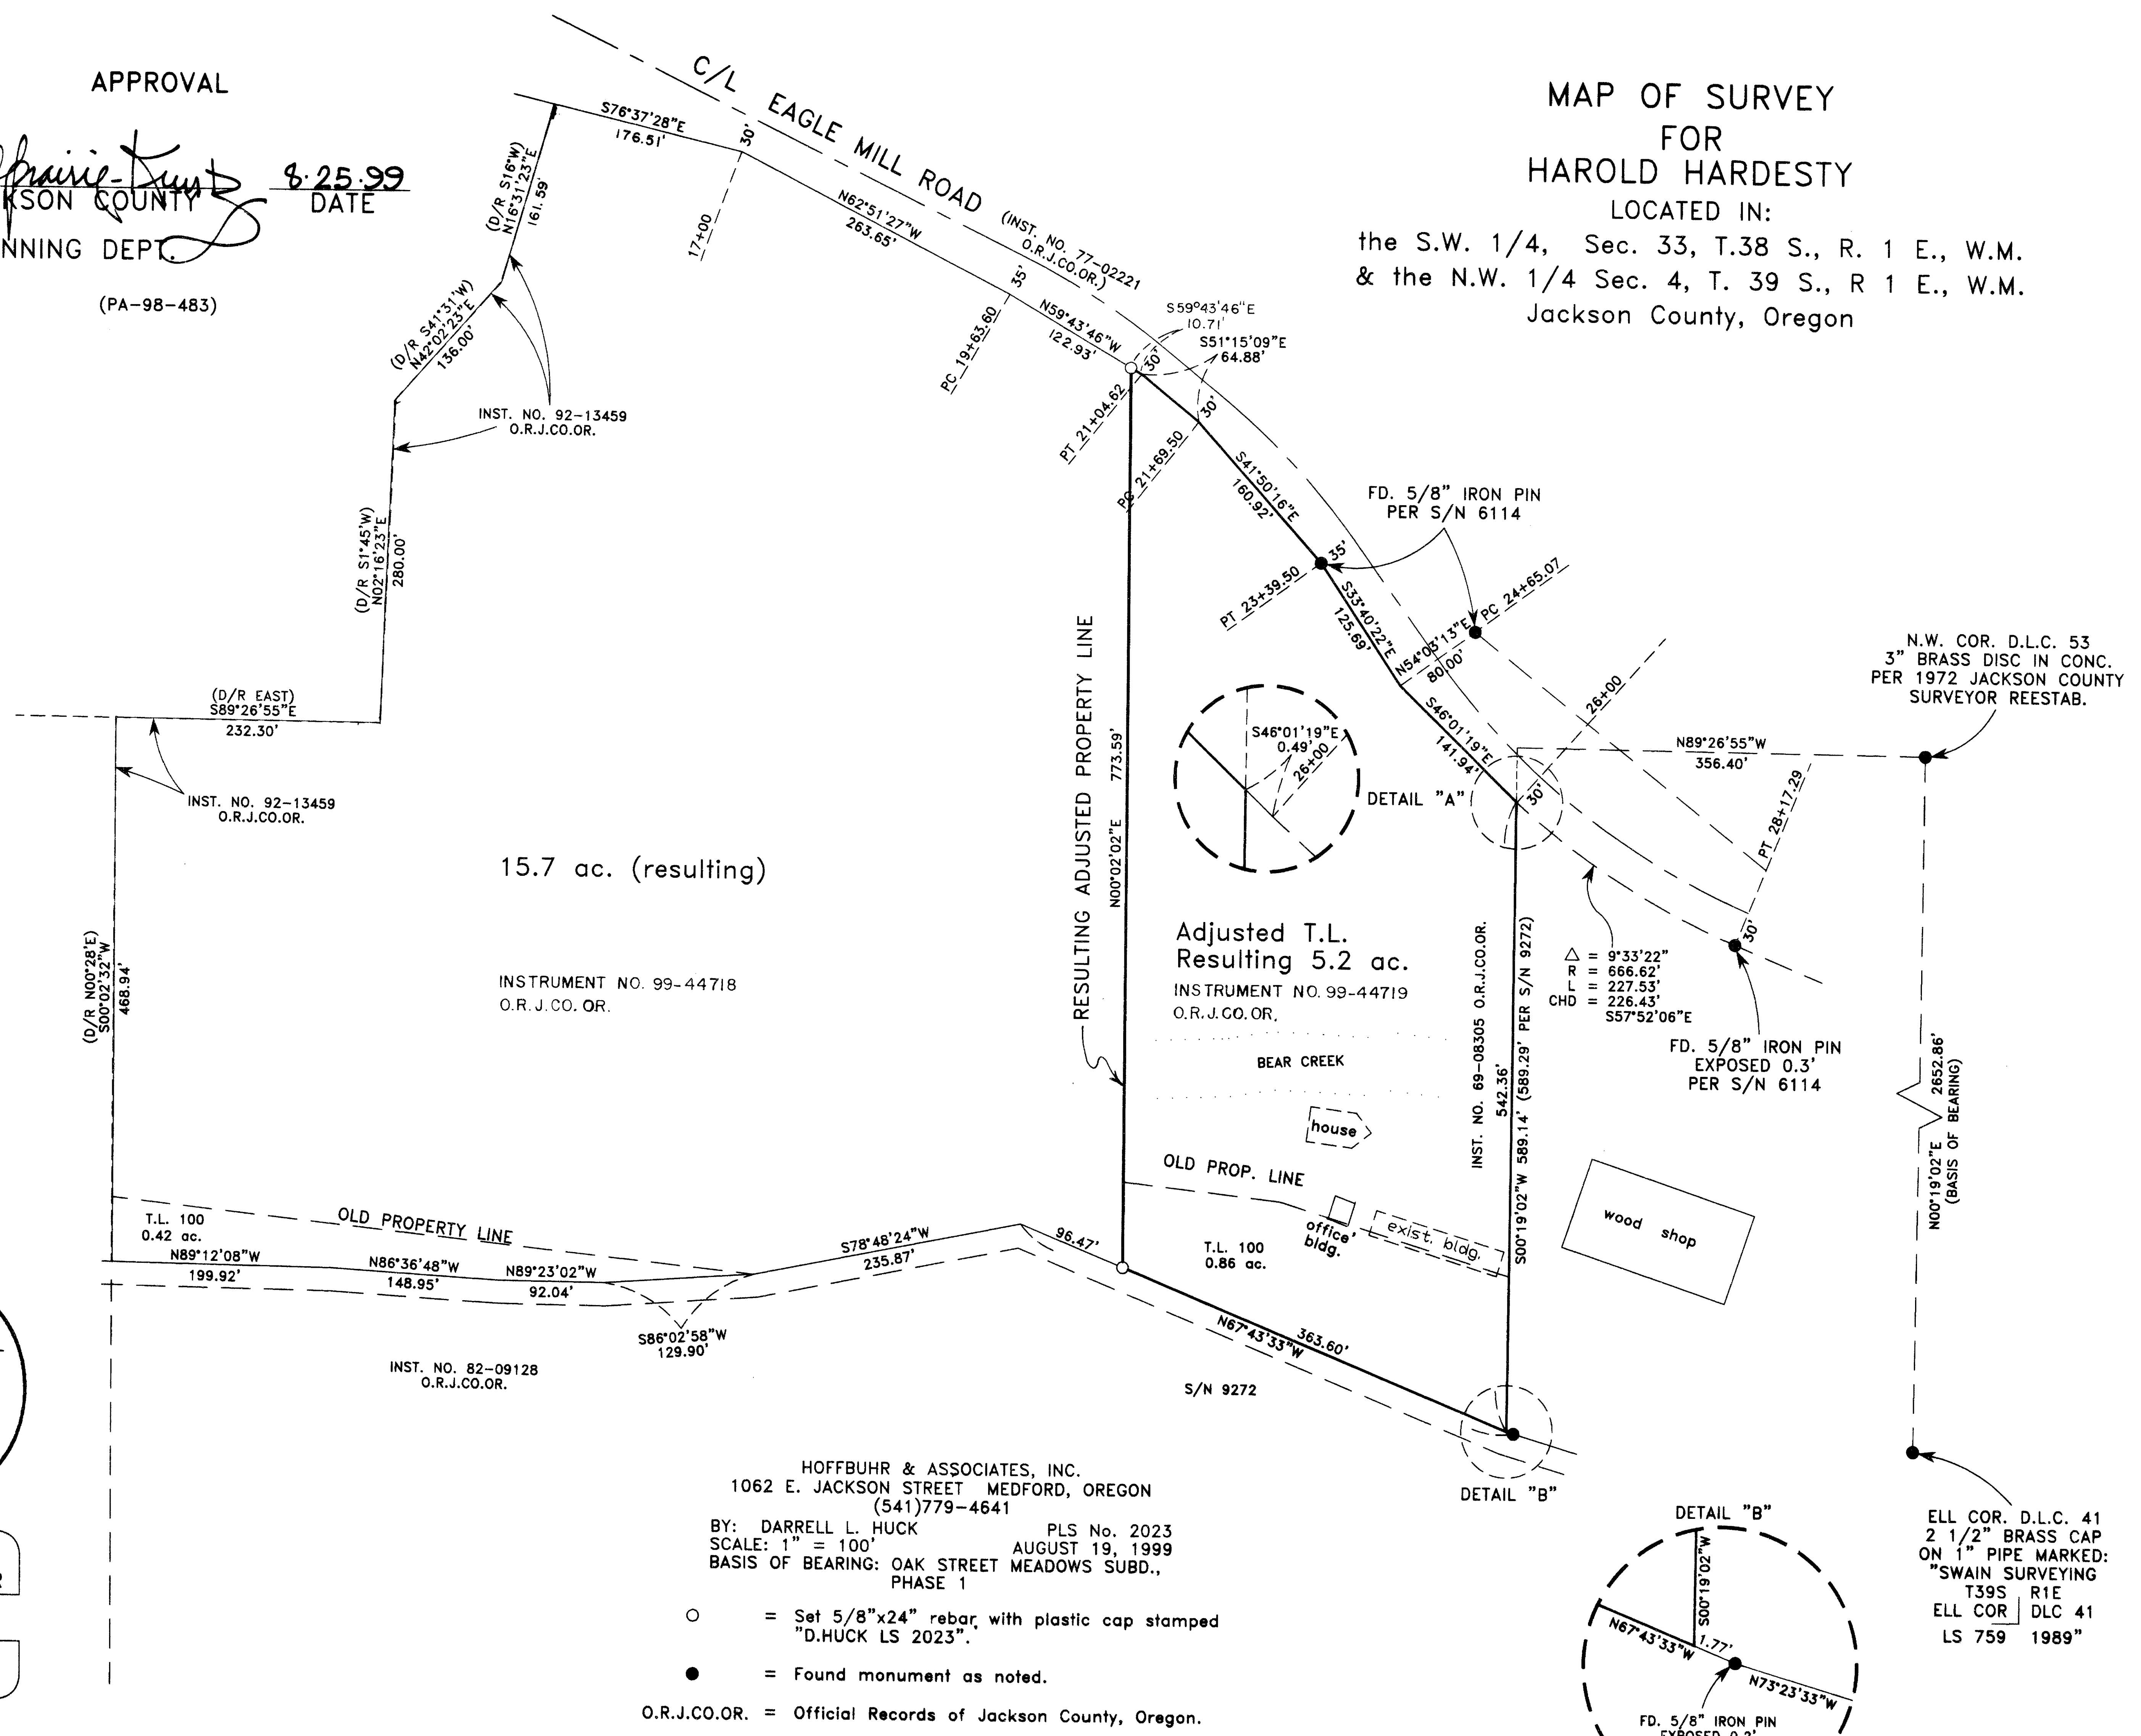 APPROVAL
8·25·99
KSON COUNTY DATE
NNING DEPT.
(PA-98-483)
MAP OF SURVEY
FOR
HAROLD HARDESTY
LOCATED IN:
the S.W. 1/4, Sec. 33, T.38 S., R. 1 E., W.M.
& the N.W. 1/4 Sec. 4, T. 39 S., R 1 E., W.M.
Jackson County, Oregon
C/L EAGLE MILL ROAD
(INST. NO. 77-02221
O.R.J.CO.OR.)
S76°37'28"E
176.51'
30'
17+00
(D/R S16°W)
N16°31'23"E
161.59'
N62°51'27"W
263.65'
35'
PC 19+63.60
N59°43'46"W
122.93'
S59°43'46"E
10.71'
S51°15'09"E
64.88'
30'
PT 21+04.62
30'
PC 21+69.50
(D/R S41°31'W)
N42°02'23"E
136.00'
INST. NO. 92-13459
O.R.J.CO.OR.
(D/R S1°45'W)
N02°16'23"E
280.00'
S41°50'16"E
160.92'
FD. 5/8" IRON PIN
PER S/N 6114
35'
PT 23+39.50
S33°40'22"E
125.69'
N54°03'13"E
80.00'
PC 24+65.07
26+00
S46°01'19"E
141.94'
30'
N.W. COR. D.L.C. 53
3" BRASS DISC IN CONC.
PER 1972 JACKSON COUNTY
SURVEYOR REESTAB.
N89°26'55"W
356.40'
PT 28+17.29
30'
(D/R EAST)
S89°26'55"E
232.30'
INST. NO. 92-13459
O.R.J.CO.OR.
S46°01'19"E
0.49'
26+00
DETAIL "A"
RESULTING ADJUSTED PROPERTY LINE
N00°02'02"E 773.59'
15.7 ac. (resulting)
INSTRUMENT NO. 99-44718
O.R.J.CO. OR.
Adjusted T.L.
Resulting 5.2 ac.
INSTRUMENT NO. 99-44719
O.R.J.CO.OR.
BEAR CREEK
house
INST. NO. 69-08305 O.R.J.CO.OR.
542.36'
S00°19'02"W 589.14' (589.29' PER S/N 9272)
△ = 9°33'22"
R = 666.62'
L = 227.53'
CHD = 226.43'
S57°52'06"E
FD. 5/8" IRON PIN
EXPOSED 0.3'
PER S/N 6114
N00°19'02"E 2652.86'
(BASIS OF BEARING)
(D/R N00°28'E)
S00°02'32"W
468.94'
OLD PROP. LINE
office
bldg.
exist. bldg.
wood shop
T.L. 100
0.86 ac.
T.L. 100
0.42 ac.
OLD PROPERTY LINE
N89°12'08"W
199.92'
N86°36'48"W
148.95'
N89°23'02"W
92.04'
S86°02'58"W
129.90'
S78°48'24"W
235.87'
96.47'
N67°43'33"W
363.60'
INST. NO. 82-09128
O.R.J.CO.OR.
S/N 9272
DETAIL "B"
HOFFBUHR & ASSOCIATES, INC.
1062 E. JACKSON STREET MEDFORD, OREGON
(541)779-4641
BY: DARRELL L. HUCK PLS No. 2023
SCALE: 1" = 100' AUGUST 19, 1999
BASIS OF BEARING: OAK STREET MEADOWS SUBD.,
PHASE 1
= Set 5/8"x24" rebar with plastic cap stamped
"D.HUCK LS 2023".
= Found monument as noted.
O.R.J.CO.OR. = Official Records of Jackson County, Oregon.
DETAIL "B"
S00°19'02"W
N67°43'33"W
1.77'
N73°23'33"W
FD. 5/8" IRON PIN
ELL COR. D.L.C. 41
2 1/2" BRASS CAP
ON 1" PIPE MARKED:
"SWAIN SURVEYING
T39S R1E
ELL COR DLC 41
LS 759 1989"